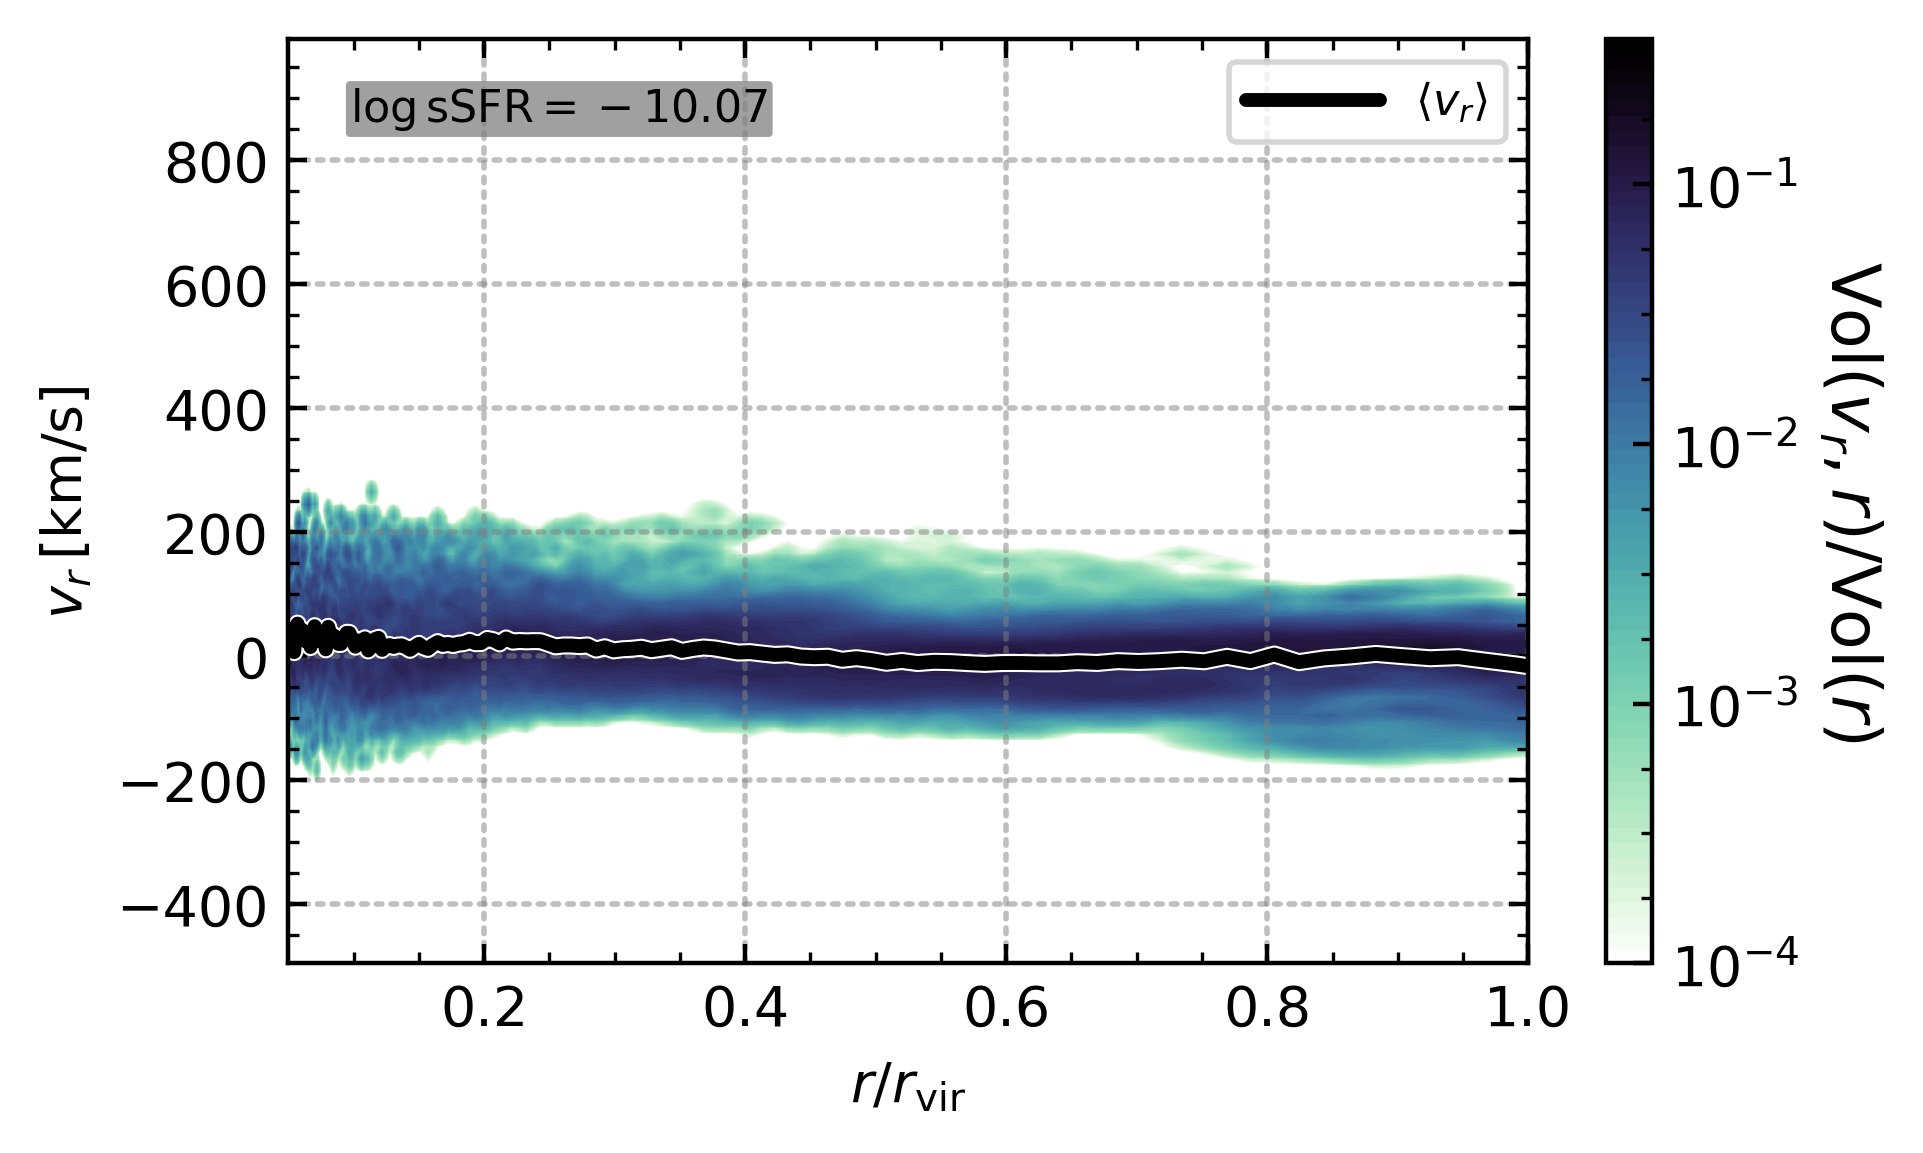 log sSFR = − 10.07
⟨v_r⟩
800
600
400
200
0
−200
−400
v_r [km/s]
0.2 0.4 0.6 0.8 1.0
r/r_vir
10⁻¹
10⁻²
10⁻³
10⁻⁴
Vol(v_r, r)/Vol(r)